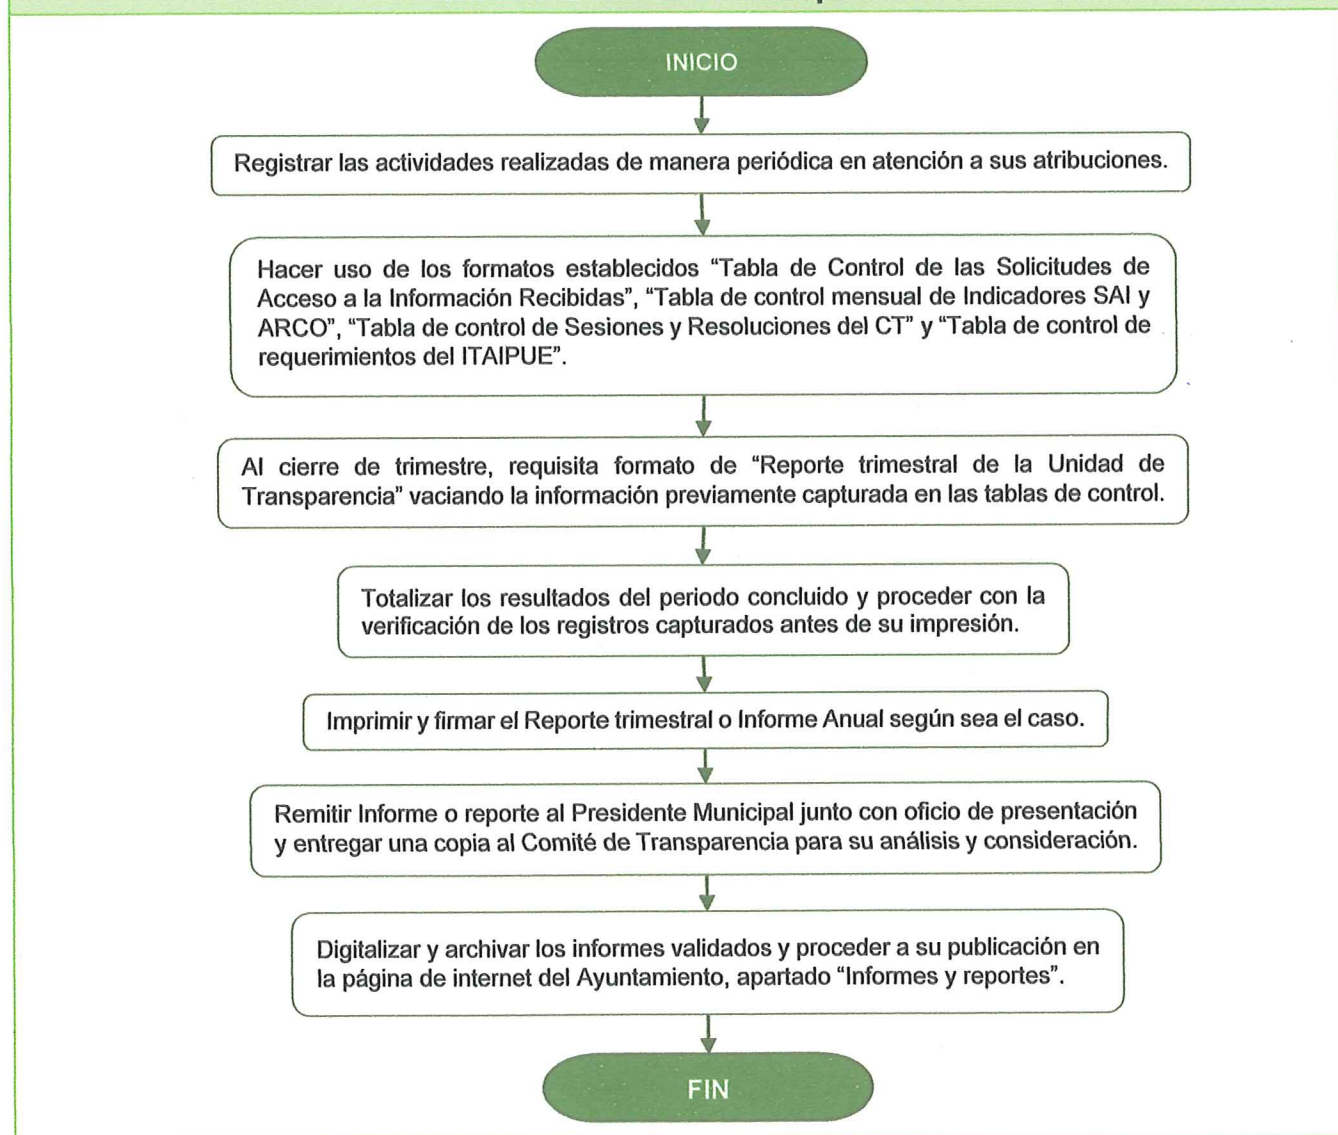 INICIO
Registrar las actividades realizadas de manera periódica en atención a sus atribuciones.
Hacer uso de los formatos establecidos “Tabla de Control de las Solicitudes de
Acceso a la Información Recibidas”, “Tabla de control mensual de Indicadores SAI y
ARCO”, “Tabla de control de Sesiones y Resoluciones del CT” y “Tabla de control de
requerimientos del ITAIPUE”.
Al cierre de trimestre, requisita formato de “Reporte trimestral de la Unidad de
Transparencia” vaciando la información previamente capturada en las tablas de control.
Totalizar los resultados del periodo concluido y proceder con la
verificación de los registros capturados antes de su impresión.
Imprimir y firmar el Reporte trimestral o Informe Anual según sea el caso.
Remitir Informe o reporte al Presidente Municipal junto con oficio de presentación
y entregar una copia al Comité de Transparencia para su análisis y consideración.
Digitalizar y archivar los informes validados y proceder a su publicación en
la página de internet del Ayuntamiento, apartado “Informes y reportes”.
FIN